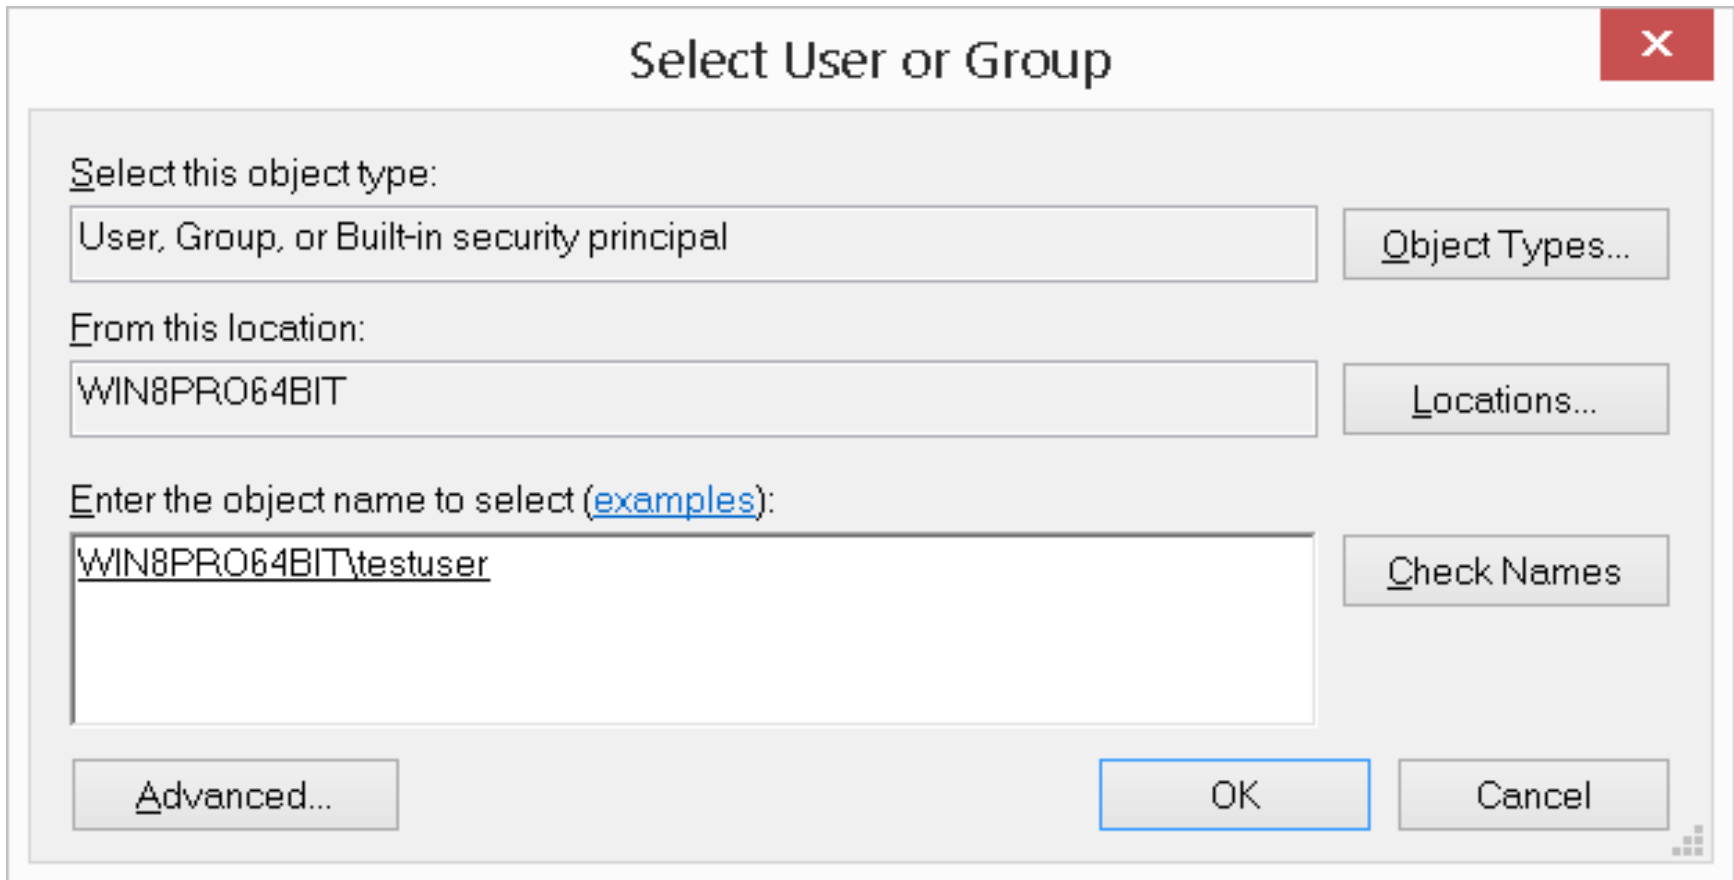 Select User or Group
Select this object type:
User, Group, or Built-in security principal
Object Types...
From this location:
WIN8PRO64BIT
Locations...
Enter the object name to select (examples):
WIN8PRO64BIT\testuser
Check Names
Advanced...
OK
Cancel